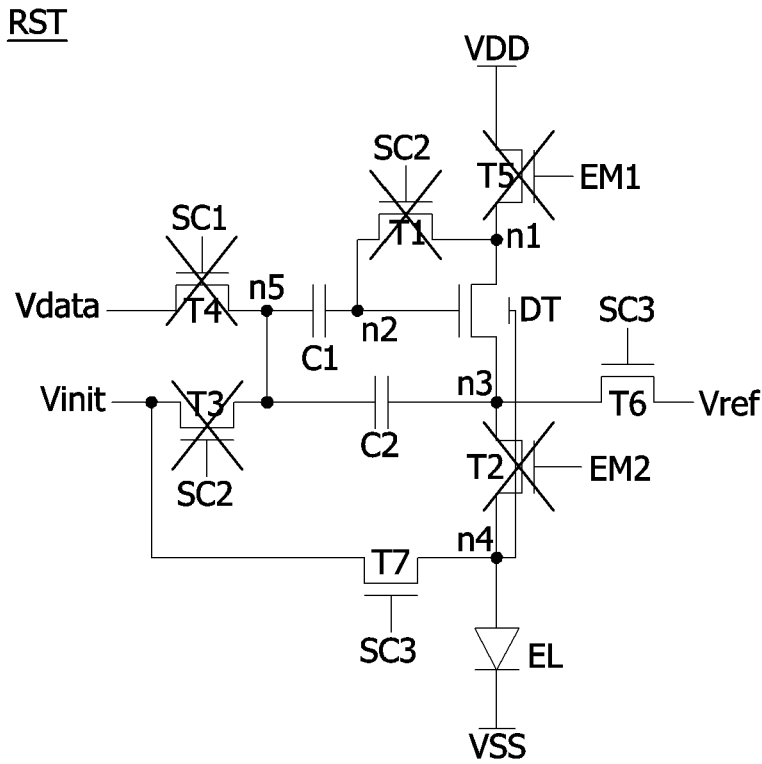 RST
VDD
SC2
T5
EM1
SC1
T1
n1
n5
Vdata
T4
n2
DT
SC3
C1
n3
Vinit
T3
T6
Vref
C2
T2
EM2
SC2
n4
T7
SC3
EL
VSS